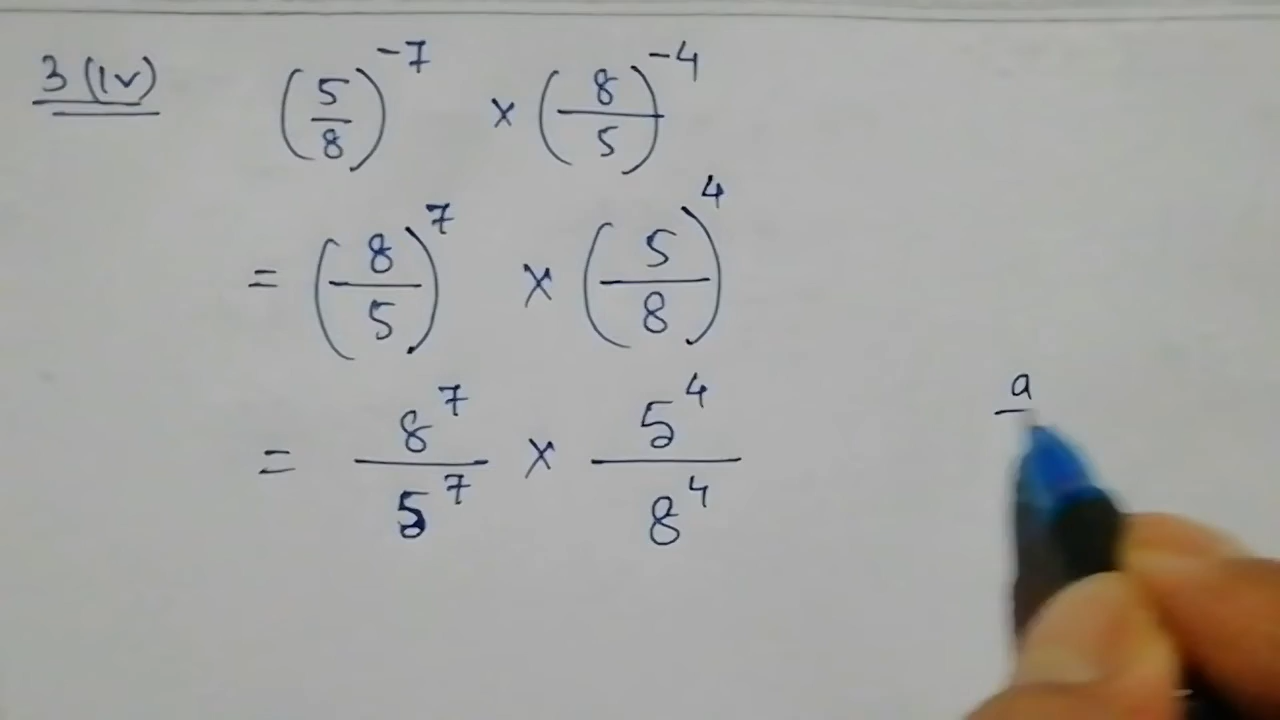 3 (iv) (5/8)^-7 × (8/5)^-4
= (8/5)^7 × (5/8)^4
= 8^7/5^7 × 5^4/8^4
a